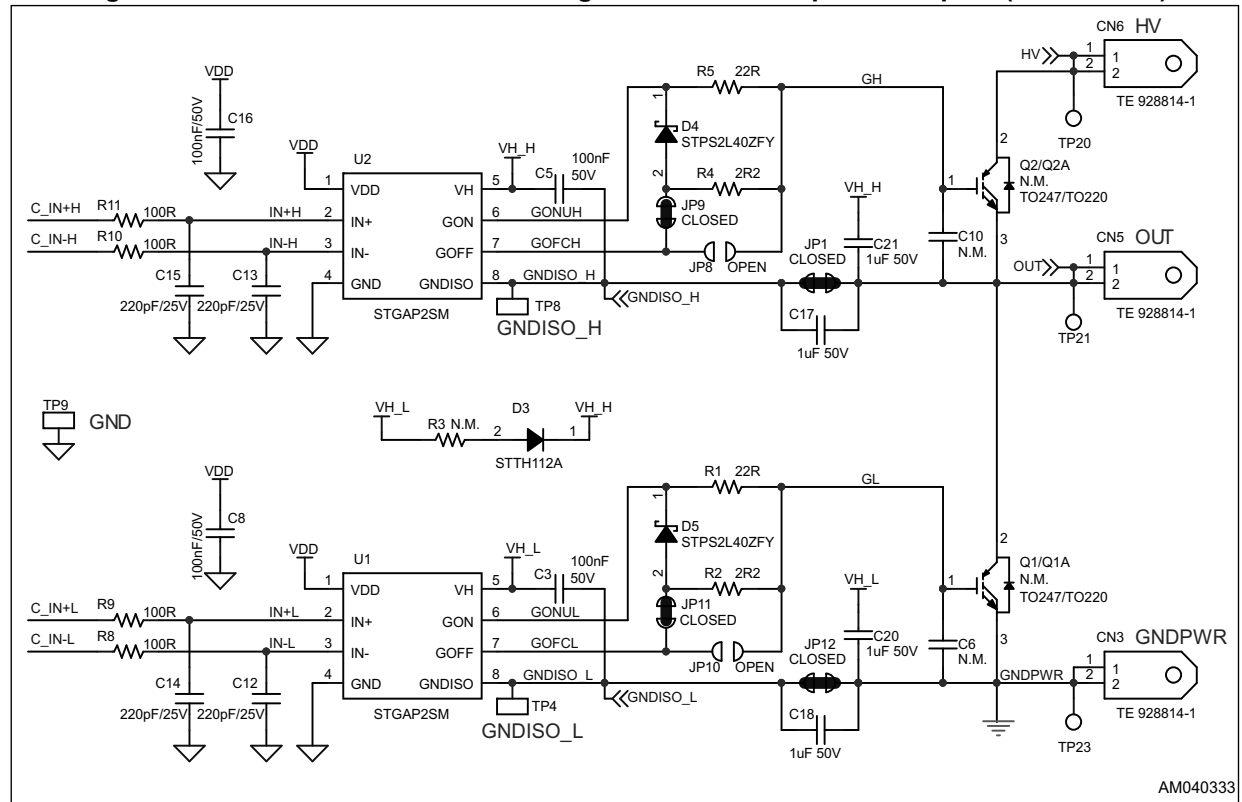 CN6 HV
HV 1 1
2 2
TE 928814-1
TP20
VDD
100nF/50V C16
R5 22R
GH
1
D4
STPS2L40ZFY
2
R4 2R2
JP9
CLOSED
JP8 OPEN
VDD
U2
VH_H
C5 100nF
50V
1 VDD VH 5
C_IN+H R11 100R IN+H 2 IN+ GON 6 GONUH
C_IN-H R10 100R IN-H 3 IN- GOFF 7 GOFCH
4 GND GNDISO 8 GNDISO_H
C15 C13
220pF/25V 220pF/25V
STGAP2SM
TP8
GNDISO_H
GNDISO_H
JP1
CLOSED
VH_H
C21
1uF 50V
C17
1uF 50V
C10
N.M.
2
1
Q2/Q2A
N.M.
TO247/TO220
3
CN5 OUT
OUT 1 1
2 2
TE 928814-1
TP21
TP9
GND
VH_L D3 VH_H
R3 N.M. 2 1
STTH112A
VDD
100nF/50V C8
R1 22R
GL
1
D5
STPS2L40ZFY
2
R2 2R2
JP11
CLOSED
JP10 OPEN
VDD
U1
VH_L
C3 100nF
50V
1 VDD VH 5
C_IN+L R9 100R IN+L 2 IN+ GON 6 GONUL
C_IN-L R8 100R IN-L 3 IN- GOFF 7 GOFCL
4 GND GNDISO 8 GNDISO_L
C14 C12
220pF/25V 220pF/25V
STGAP2SM
TP4
GNDISO_L
GNDISO_L
JP12
CLOSED
VH_L
C20
1uF 50V
C18
1uF 50V
C6
N.M.
2
1
Q1/Q1A
N.M.
TO247/TO220
3
CN3 GNDPWR
GNDPWR 1 1
2 2
TE 928814-1
TP23
AM040333